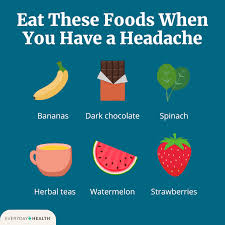 Eat These Foods When
You Have a Headache
Bananas
Dark chocolate
Spinach
Herbal teas
Watermelon
Strawberries
EVERYDAY HEALTH